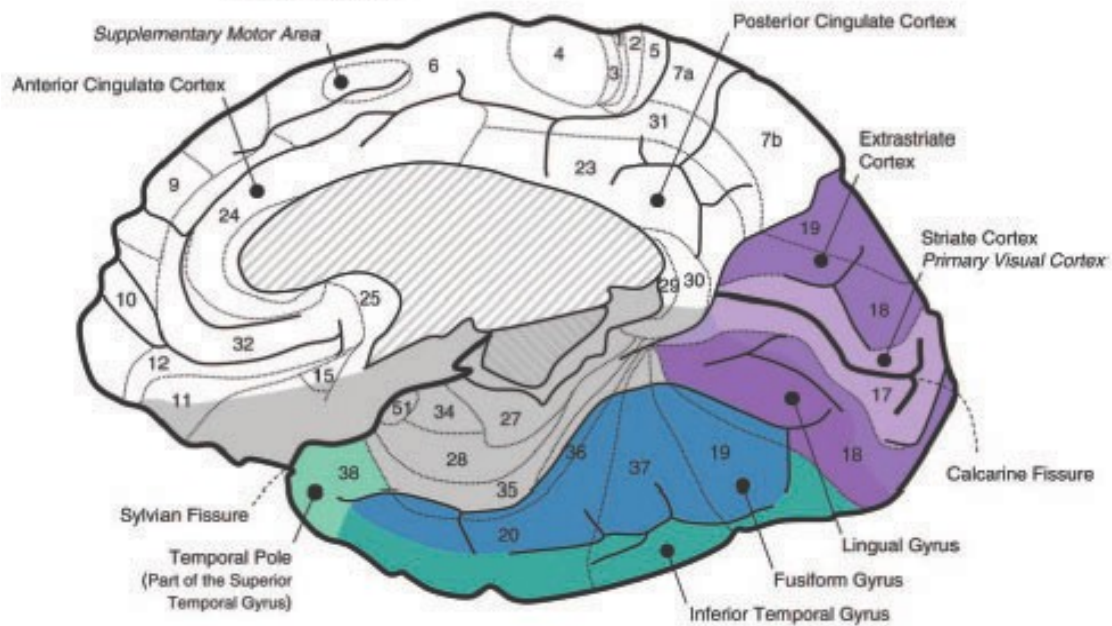 Supplementary Motor Area
Anterior Cingulate Cortex
Posterior Cingulate Cortex
4
1
2
3
5
6
7a
31
7b
Extrastriate
Cortex
9
24
23
19
Striate Cortex
Primary Visual Cortex
10
25
29
30
18
32
12
15
11
17
51
34
27
28
36
37
19
18
Calcarine Fissure
38
35
20
Sylvian Fissure
Temporal Pole
(Part of the Superior
Temporal Gyrus)
Lingual Gyrus
Fusiform Gyrus
Inferior Temporal Gyrus